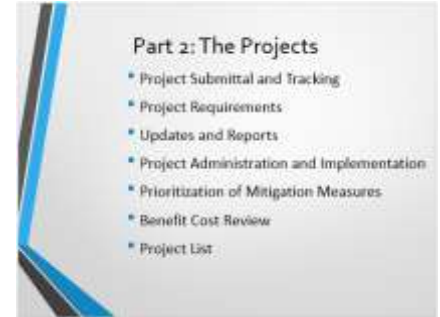 Part 2: The Projects
Project Submittal and Tracking
Project Requirements
Updates and Reports
Project Administration and Implementation
Prioritization of Mitigation Measures
Benefit Cost Review
Project List